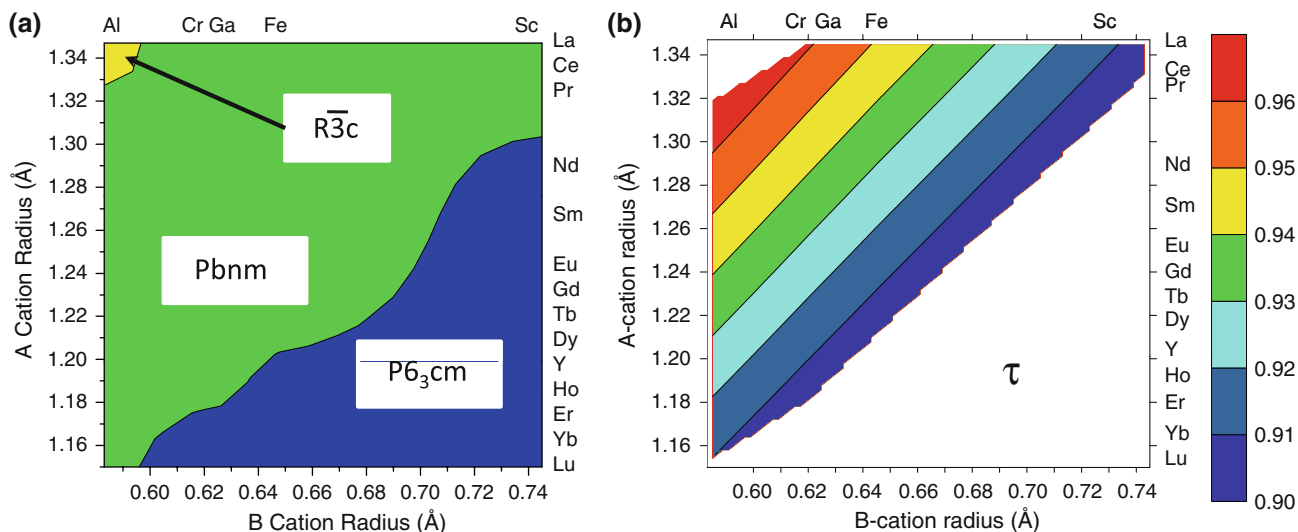 (a)
Al Cr Ga Fe Sc
1.34
1.32
1.30
1.28
1.26
1.24
1.22
1.20
1.18
1.16
A Cation Radius (Å)
R3̅c
Pbnm
P6₃cm
La
Ce
Pr
Nd
Sm
Eu
Gd
Tb
Dy
Y
Ho
Er
Yb
Lu
0.60 0.62 0.64 0.66 0.68 0.70 0.72 0.74
B Cation Radius (Å)
(b)
Al Cr Ga Fe Sc
1.34
1.32
1.30
1.28
1.26
1.24
1.22
1.20
1.18
1.16
A-cation radius (Å)
τ
La
Ce
Pr
Nd
Sm
Eu
Gd
Tb
Dy
Y
Ho
Er
Yb
Lu
0.60 0.62 0.64 0.66 0.68 0.70 0.72 0.74
B-cation radius (Å)
0.96
0.95
0.94
0.93
0.92
0.91
0.90